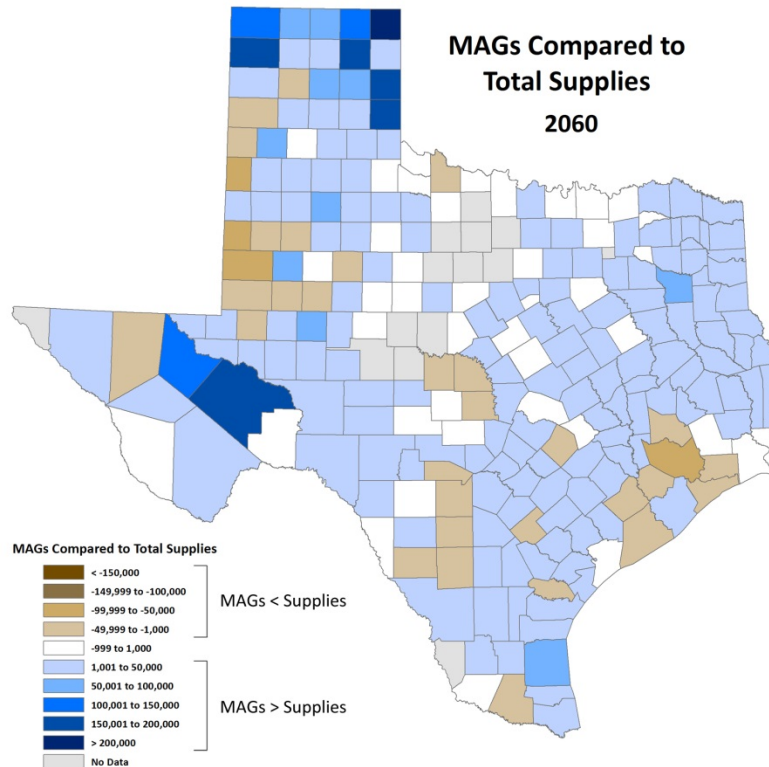 MAGs Compared to
Total Supplies
2060
MAGs Compared to Total Supplies
< -150,000
-149,999 to -100,000
-99,999 to -50,000
-49,999 to -1,000
-999 to 1,000
1,001 to 50,000
50,001 to 100,000
100,001 to 150,000
150,001 to 200,000
> 200,000
No Data
MAGs < Supplies
MAGs > Supplies